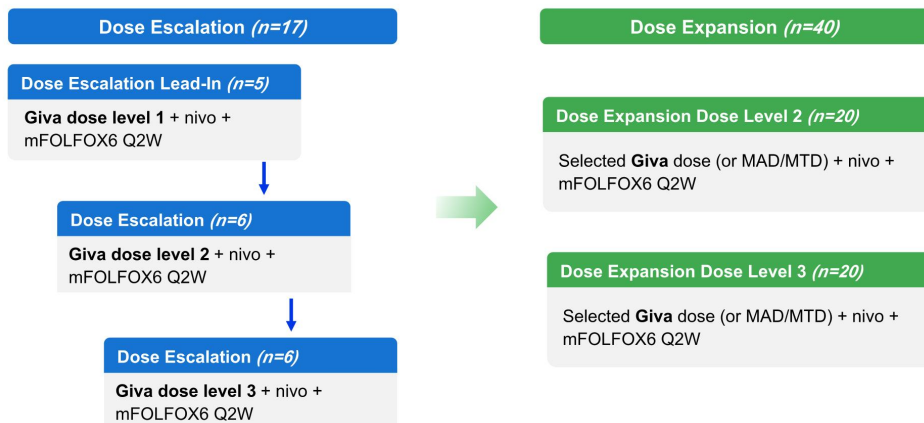 Dose Escalation (n=17)
Dose Escalation Lead-In (n=5)
Giva dose level 1 + nivo +
mFOLFOX6 Q2W
Dose Escalation (n=6)
Giva dose level 2 + nivo +
mFOLFOX6 Q2W
Dose Escalation (n=6)
Giva dose level 3 + nivo +
mFOLFOX6 Q2W
Dose Expansion (n=40)
Dose Expansion Dose Level 2 (n=20)
Selected Giva dose (or MAD/MTD) + nivo +
mFOLFOX6 Q2W
Dose Expansion Dose Level 3 (n=20)
Selected Giva dose (or MAD/MTD) + nivo +
mFOLFOX6 Q2W